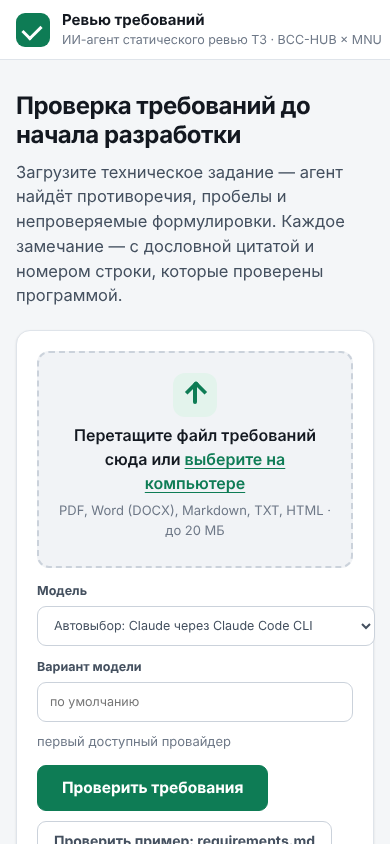 Ревью требований
ИИ-агент статического ревью ТЗ · BCC-HUB × MNU
Проверка требований до
начала разработки
Загрузите техническое задание — агент
найдёт противоречия, пробелы и
непроверяемые формулировки. Каждое
замечание — с дословной цитатой и
номером строки, которые проверены
программой.
Перетащите файл требований
сюда или выберите на
компьютере
PDF, Word (DOCX), Markdown, TXT, HTML ·
до 20 МБ
Модель
Автовыбор: Claude через Claude Code CLI
Вариант модели
по умолчанию
первый доступный провайдер
Проверить требования
Проверить пример: requirements.md